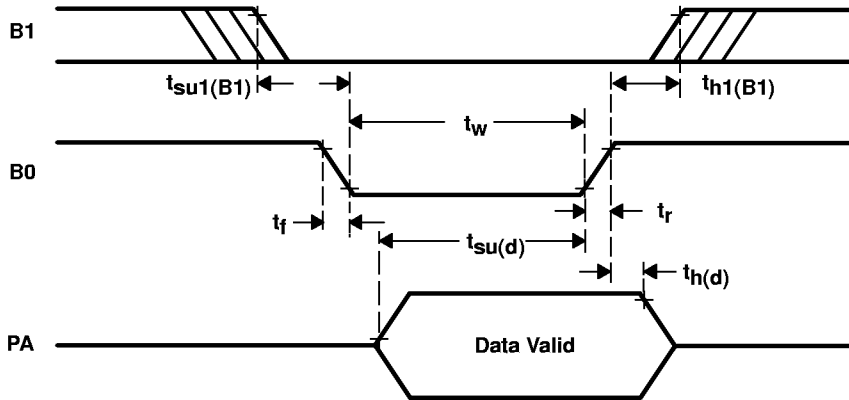 B1
tsu1(B1)
th1(B1)
tw
B0
tf
tr
tsu(d)
th(d)
PA
Data Valid